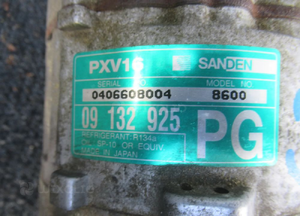 PXV16 SANDEN
SERIAL NO MODEL NO
0406608004 8600
09 132 925 PG
REFRIGERANT R134a
OIL SP-10 OR EQUIV.
MADE IN JAPAN